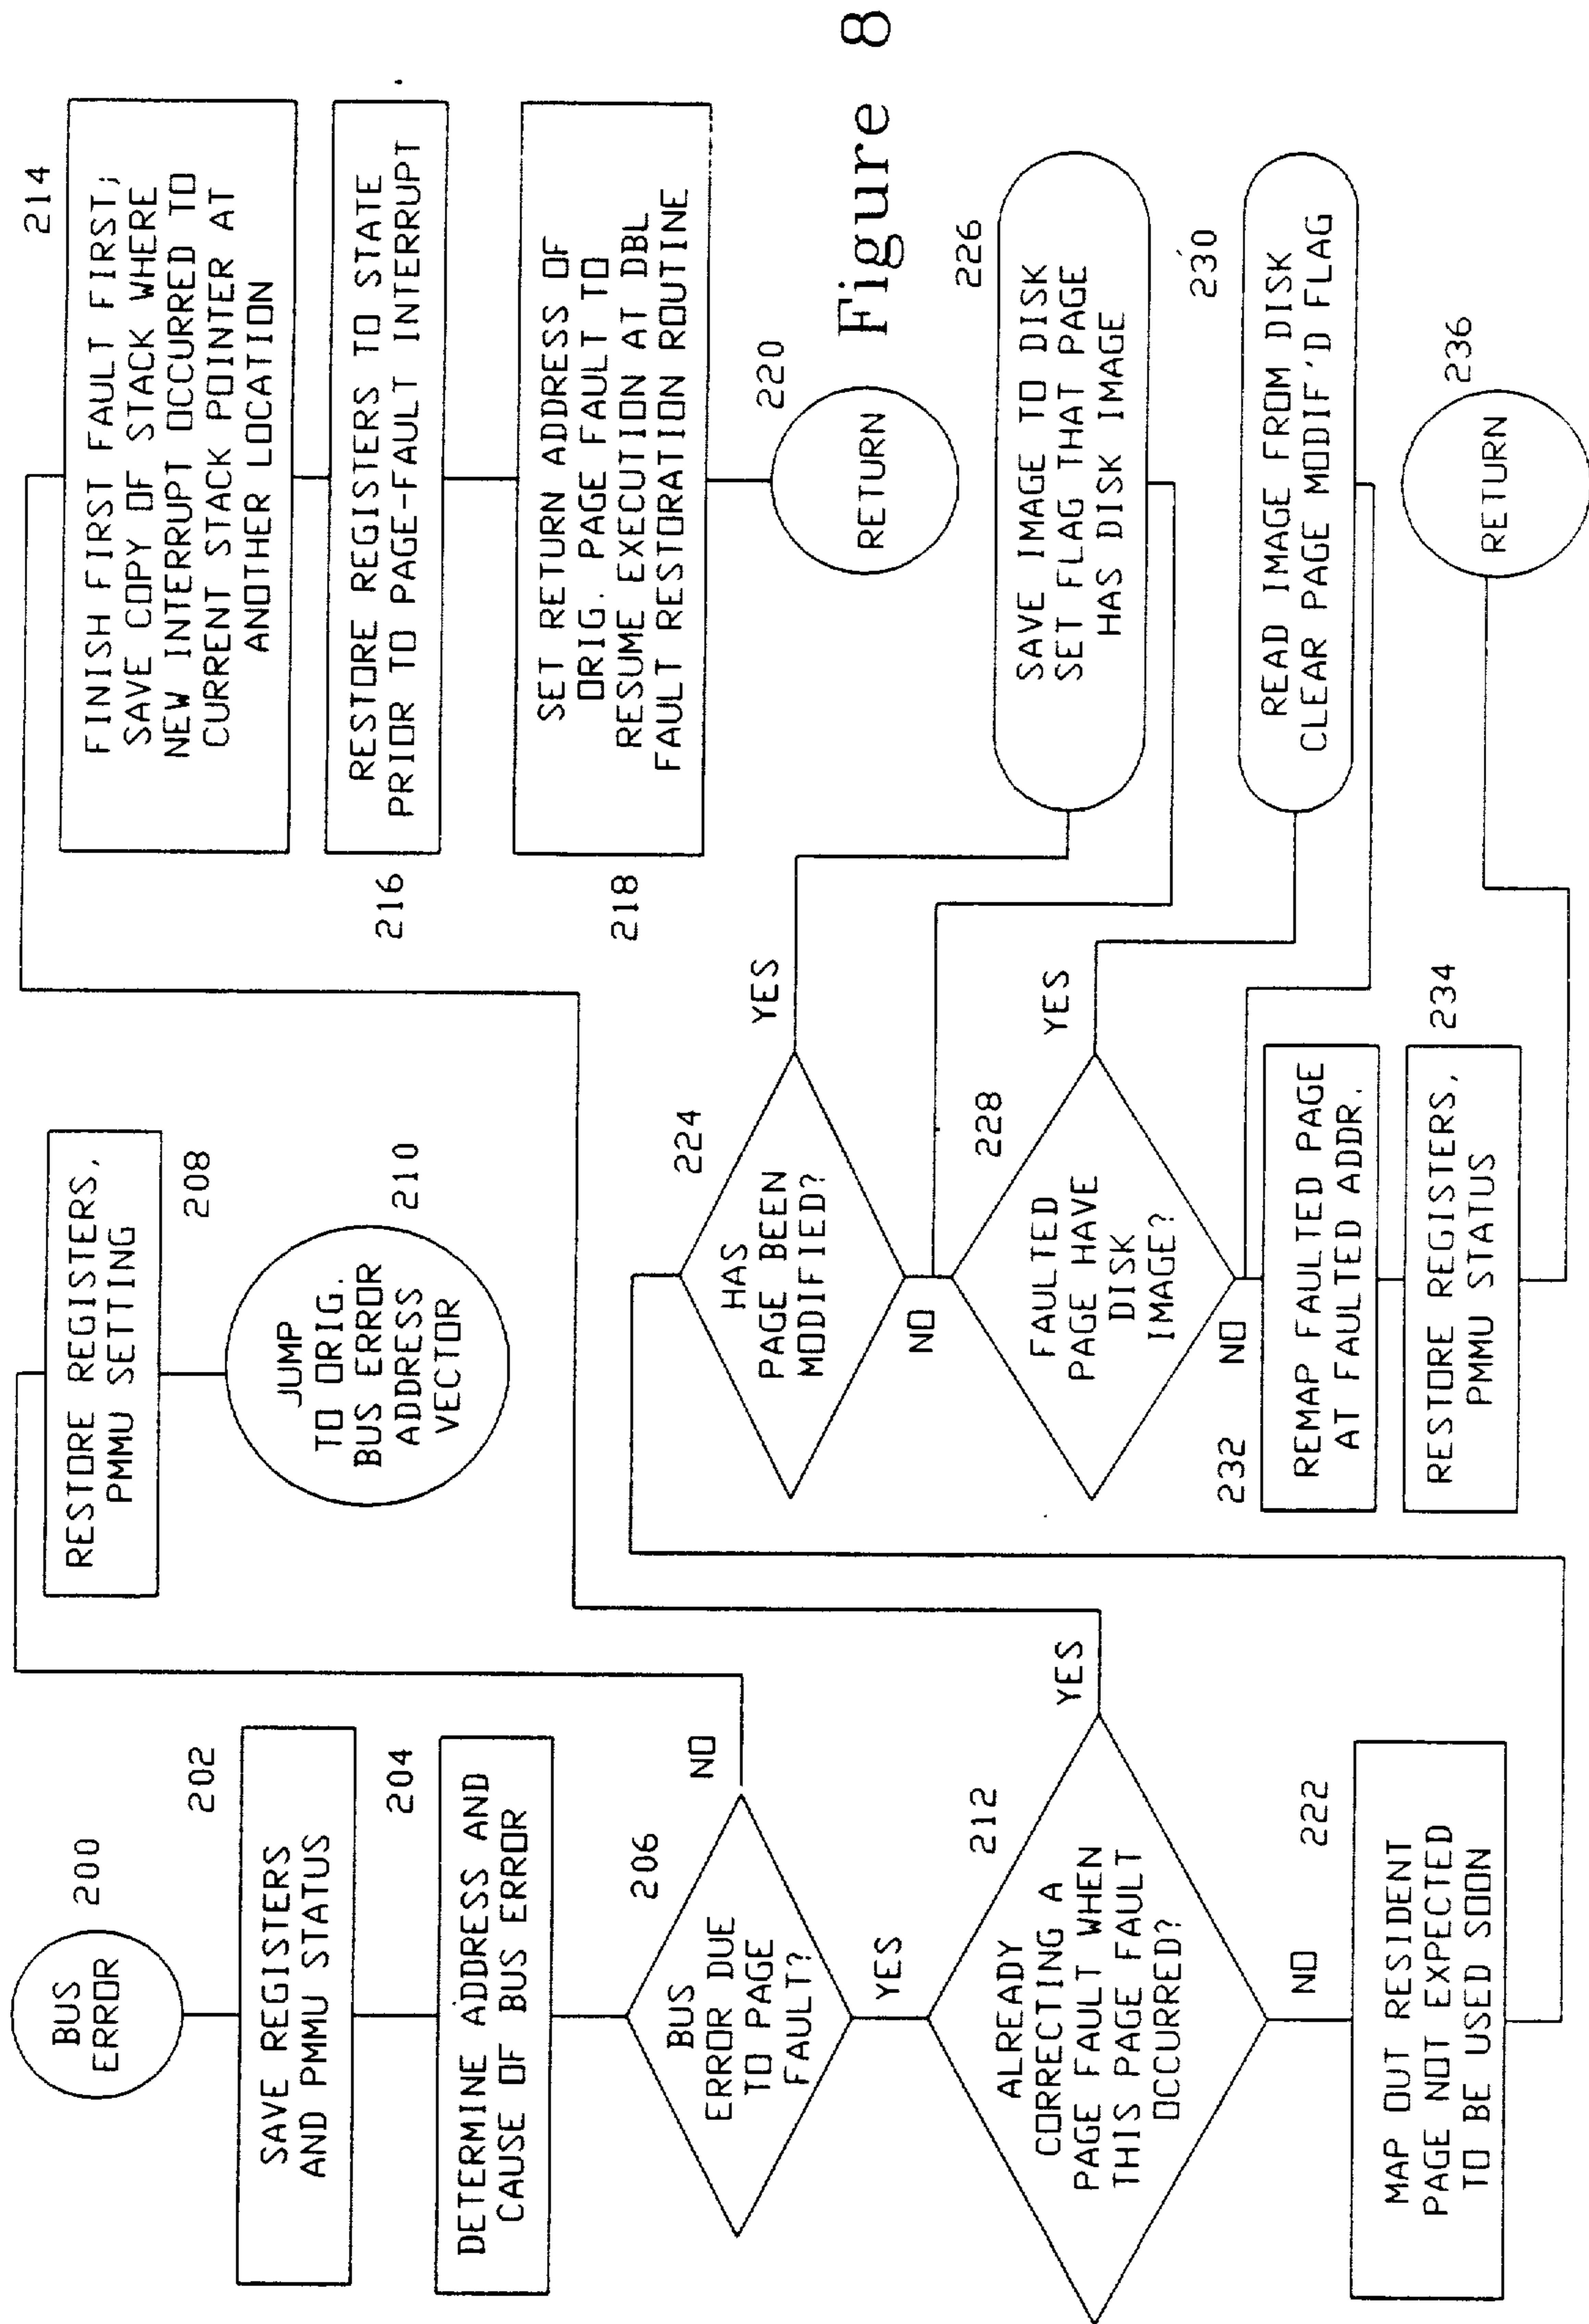 BUS
ERROR
200
202
SAVE REGISTERS
AND PMMU STATUS
204
DETERMINE ADDRESS AND
CAUSE OF BUS ERROR
206
BUS
ERROR DUE
TO PAGE
FAULT?
NO
YES
212
ALREADY
CORRECTING A
PAGE FAULT WHEN
THIS PAGE FAULT
OCCURRED?
YES
NO
222
MAP OUT RESIDENT
PAGE NOT EXPECTED
TO BE USED SOON
RESTORE REGISTERS,
PMMU SETTING
208
JUMP
TO ORIG.
BUS ERROR
ADDRESS
VECTOR
210
224
HAS
PAGE BEEN
MODIFIED?
YES
NO
228
FAULTED
PAGE HAVE
DISK
IMAGE?
YES
NO
232
REMAP FAULTED PAGE
AT FAULTED ADDR.
234
RESTORE REGISTERS,
PMMU STATUS
214
FINISH FIRST FAULT FIRST;
SAVE COPY OF STACK WHERE
NEW INTERRUPT OCCURRED TO
CURRENT STACK POINTER AT
ANOTHER LOCATION
216
RESTORE REGISTERS TO STATE
PRIOR TO PAGE-FAULT INTERRUPT
218
SET RETURN ADDRESS OF
ORIG. PAGE FAULT TO
RESUME EXECUTION AT DBL
FAULT RESTORATION ROUTINE
220
RETURN
226
SAVE IMAGE TO DISK
SET FLAG THAT PAGE
HAS DISK IMAGE
230
READ IMAGE FROM DISK
CLEAR PAGE MODIF'D FLAG
236
RETURN
Figure 8